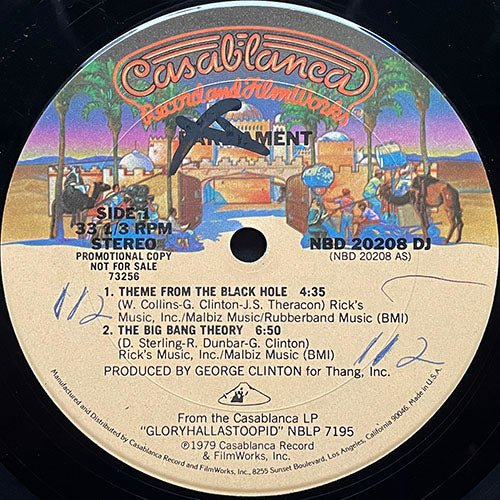 Casablanca
Record and FilmWorks
PARLIAMENT
SIDE 1
33 1/3 RPM
STEREO
PROMOTIONAL COPY
NOT FOR SALE
73256
NBD 20208 DJ
(NBD 20208 AS)
1. THEME FROM THE BLACK HOLE 4:35
(W. Collins-G. Clinton-J.S. Theracon) Rick's
Music, Inc./Malbiz Music/Rubberband Music (BMI)
112
2. THE BIG BANG THEORY 6:50
(D. Sterling-R. Dunbar-G. Clinton)
Rick's Music, Inc./Malbiz Music (BMI)
112
PRODUCED BY GEORGE CLINTON for Thang, Inc.
From the Casablanca LP
"GLORYHALLASTOOPID" NBLP 7195
℗©1979 Casablanca Record
& FilmWorks, Inc.
Manufactured and Distributed by Casablanca Record and FilmWorks, Inc., 8255 Sunset Boulevard, Los Angeles, California 90046. Made in U.S.A.